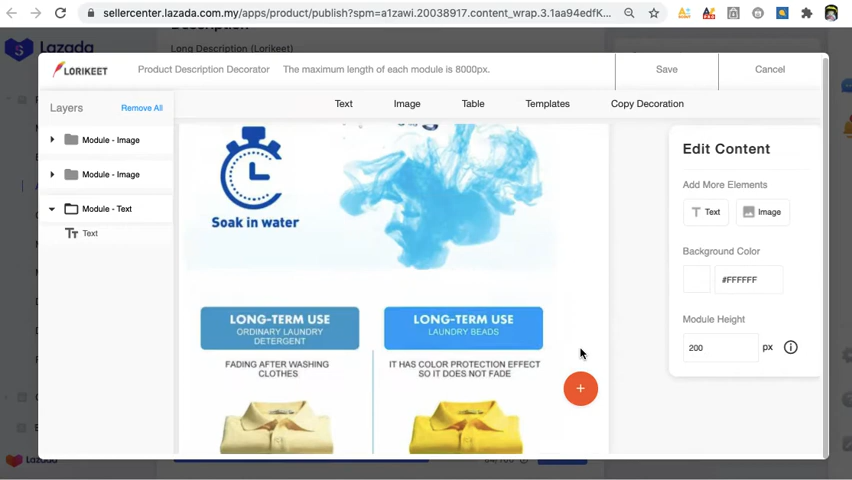 sellercenter.lazada.com.my/apps/product/publish?spm=a1zawi.20038917.content_wrap.3.1aa94edfK...
Lazada
Long Description (Lorikeet)
LORIKEET
Product Description Decorator
The maximum length of each module is 8000px.
Save
Cancel
Layers
Remove All
Text
Image
Table
Templates
Copy Decoration
Module - Image
Module - Image
Module - Text
Text
Soak in water
LONG-TERM USE
ORDINARY LAUNDRY
DETERGENT
FADING AFTER WASHING
CLOTHES
LONG-TERM USE
LAUNDRY BEADS
IT HAS COLOR PROTECTION EFFECT
SO IT DOES NOT FADE
Edit Content
Add More Elements
Text
Image
Background Color
#FFFFFF
Module Height
200
px
Lazada